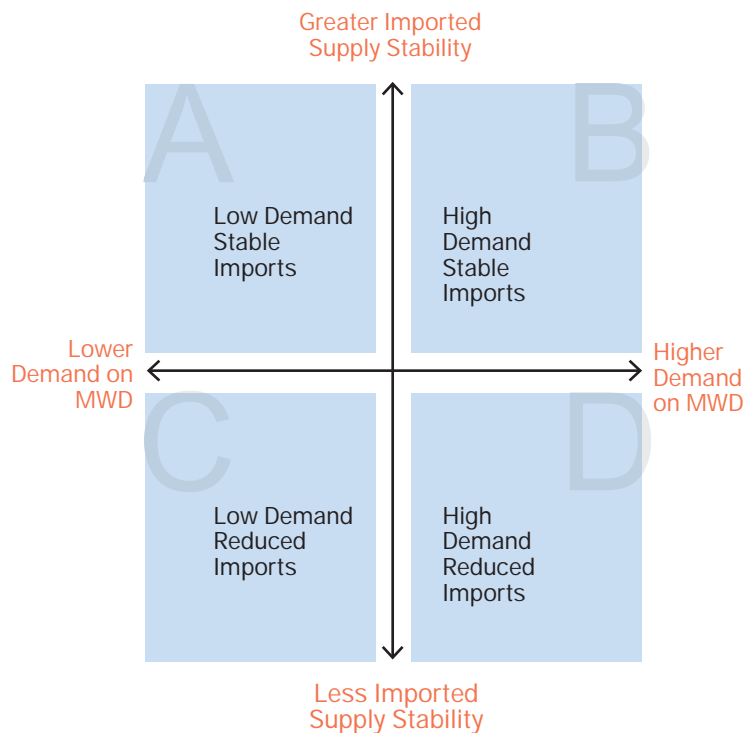 Greater Imported
Supply Stability
A
Low Demand
Stable
Imports
B
High
Demand
Stable
Imports
Lower
Demand on
MWD
Higher
Demand
on MWD
C
Low Demand
Reduced
Imports
D
High
Demand
Reduced
Imports
Less Imported
Supply Stability